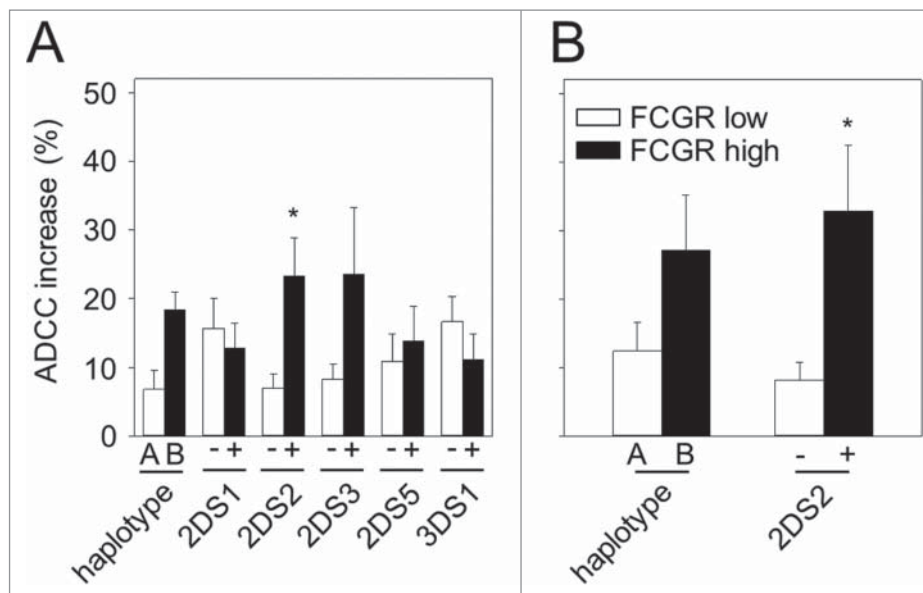 A
B
ADCC increase (%)
50
40
30
20
10
0
A B - + - + - + - + - +
haplotype
2DS1
2DS2
2DS3
2DS5
3DS1
*
FCGR low
FCGR high
*
A B - +
haplotype
2DS2